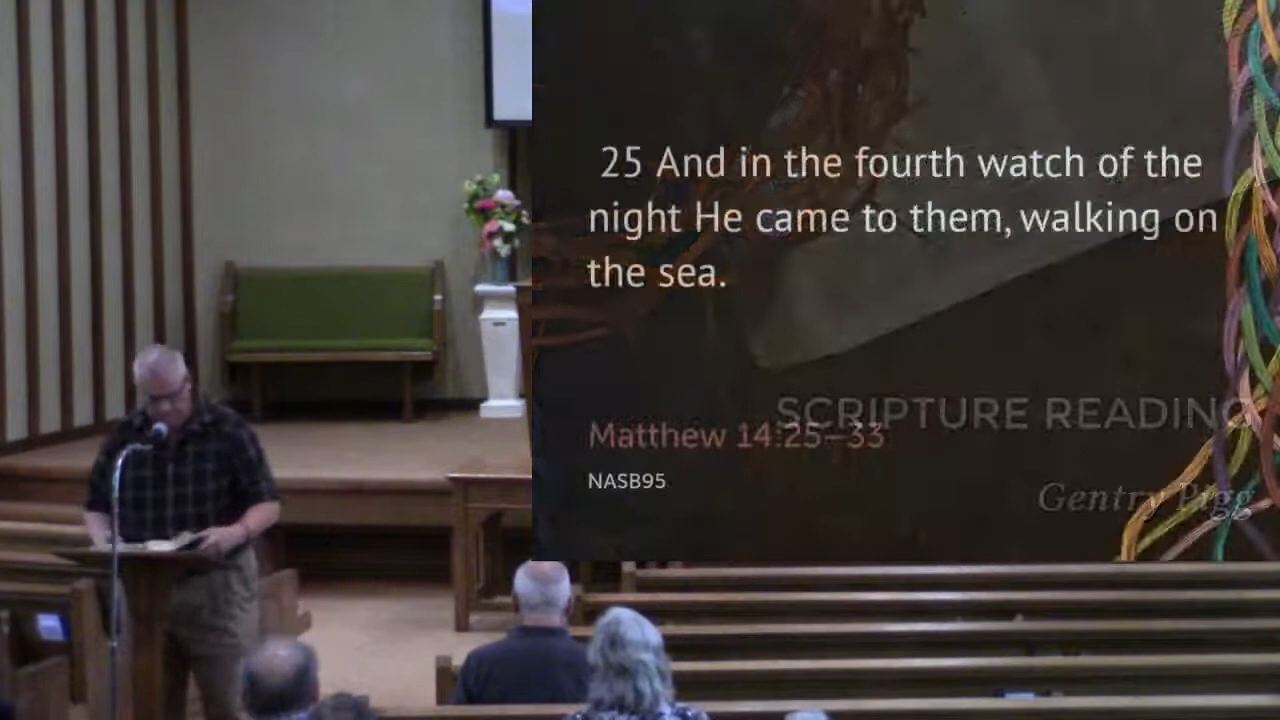 25 And in the fourth watch of the
night He came to them, walking on
the sea.
SCRIPTURE READING
Matthew 14:25–33
NASB95
Gentry Pigg